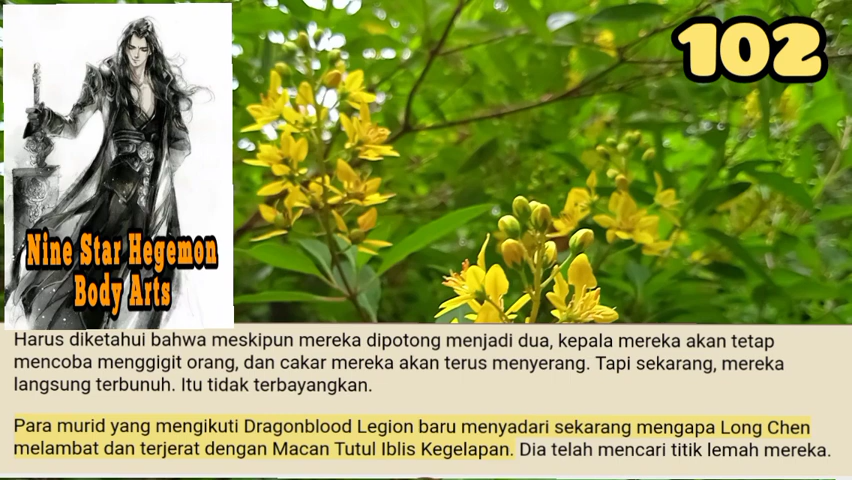 102
Nine Star Hegemon
Body Arts
Harus diketahui bahwa meskipun mereka dipotong menjadi dua, kepala mereka akan tetap
mencoba menggigit orang, dan cakar mereka akan terus menyerang. Tapi sekarang, mereka
langsung terbunuh. Itu tidak terbayangkan.
Para murid yang mengikuti Dragonblood Legion baru menyadari sekarang mengapa Long Chen
melambat dan terjerat dengan Macan Tutul Iblis Kegelapan. Dia telah mencari titik lemah mereka.